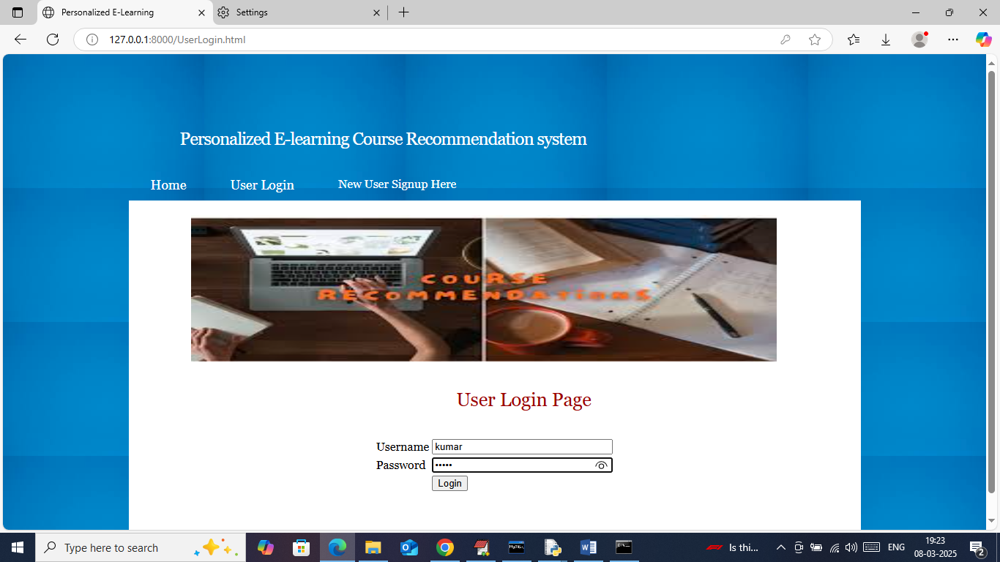 Personalized E-Learning
Settings
127.0.0.1:8000/UserLogin.html
Personalized E-learning Course Recommendation system
Home User Login New User Signup Here
COURSE
RECOMMENDATIONS
User Login Page
Username kumar
Password •••••
Login
Type here to search
MySQL
W
Is thi...
ENG
19:23
08-03-2025
2